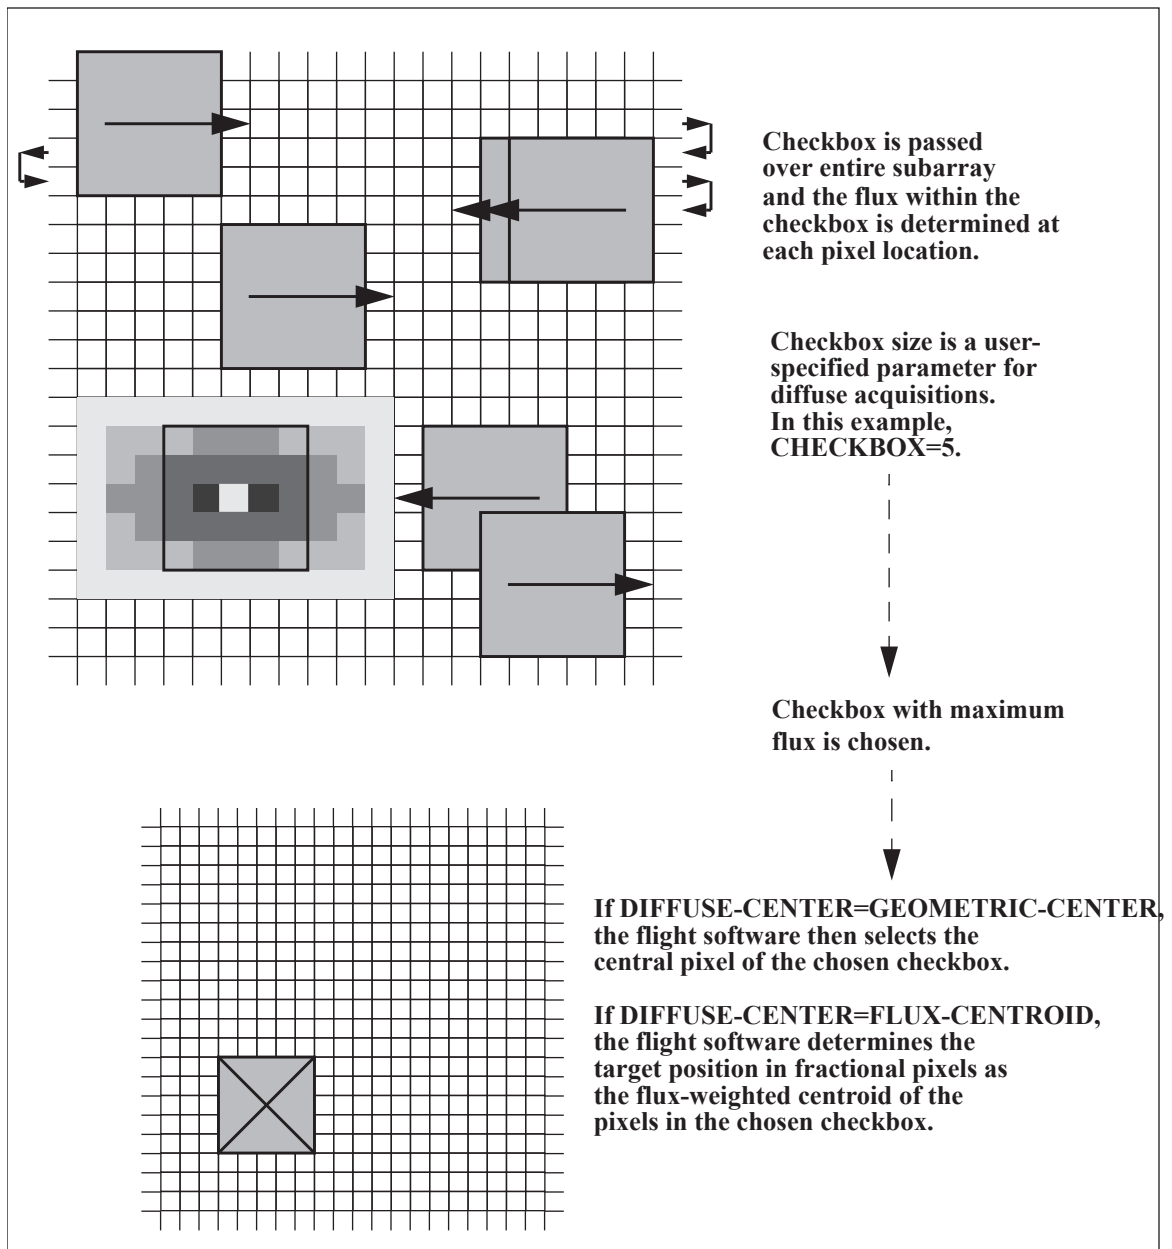 Checkbox is passed
over entire subarray
and the flux within the
checkbox is determined at
each pixel location.
Checkbox size is a user-
specified parameter for
diffuse acquisitions.
In this example,
CHECKBOX=5.
Checkbox with maximum
flux is chosen.
If DIFFUSE-CENTER=GEOMETRIC-CENTER,
the flight software then selects the
central pixel of the chosen checkbox.
If DIFFUSE-CENTER=FLUX-CENTROID,
the flight software determines the
target position in fractional pixels as
the flux-weighted centroid of the
pixels in the chosen checkbox.